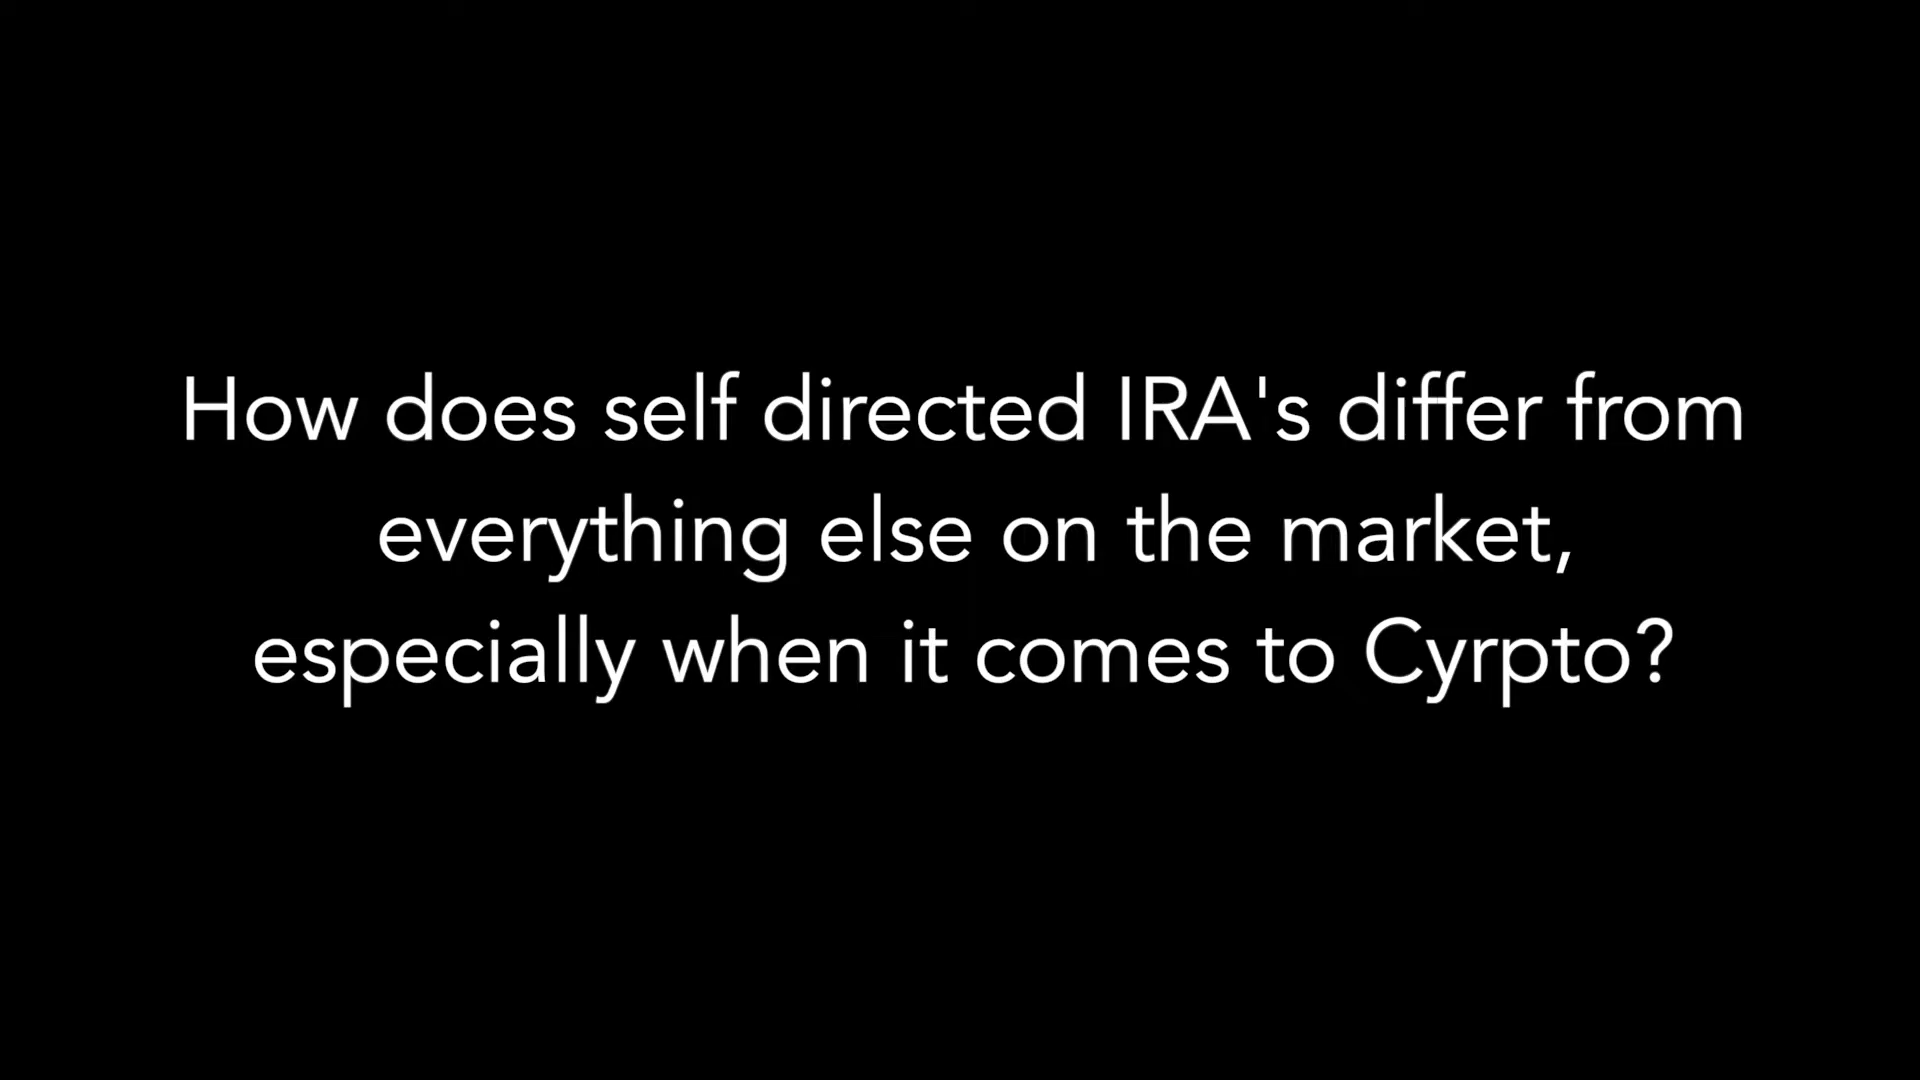 How does self directed IRA's differ from
everything else on the market,
especially when it comes to Cyrpto?